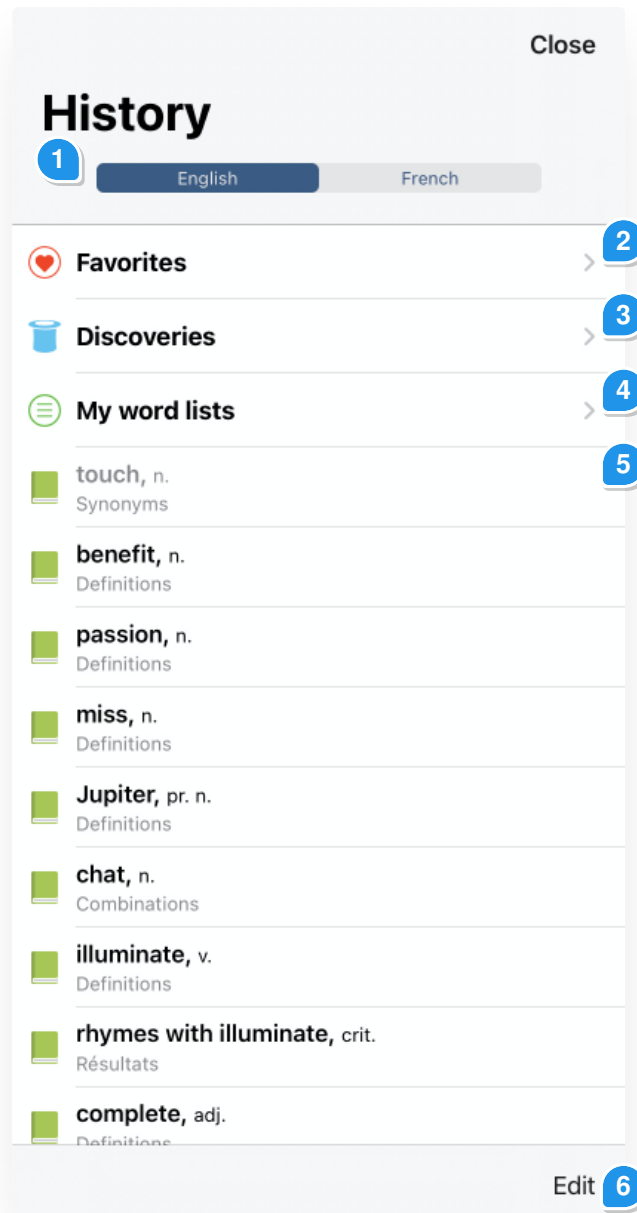 Close
History
1
English French
Favorites 2
Discoveries 3
My word lists 4
touch, n. 5
Synonyms
benefit, n.
Definitions
passion, n.
Definitions
miss, n.
Definitions
Jupiter, pr. n.
Definitions
chat, n.
Combinations
illuminate, v.
Definitions
rhymes with illuminate, crit.
Résultats
complete, adj.
Definitions
Edit 6